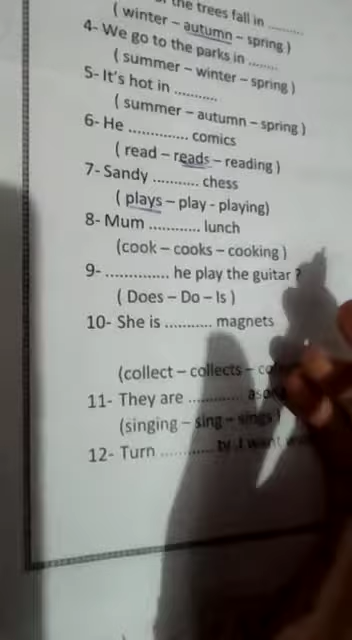 the trees fall in .........
( winter – autumn – spring )
4- We go to the parks in .......
( summer – winter – spring )
5- It's hot in ...........
( summer – autumn – spring )
6- He .............. comics
( read – reads – reading )
7- Sandy ........... chess
( plays – play - playing)
8- Mum ............ lunch
(cook – cooks – cooking )
9- ............... he play the guitar ?
( Does – Do – Is )
10- She is ............ magnets
(collect – collects –
11- They are .............
(singing – sing – sings )
12- Turn ............. I want